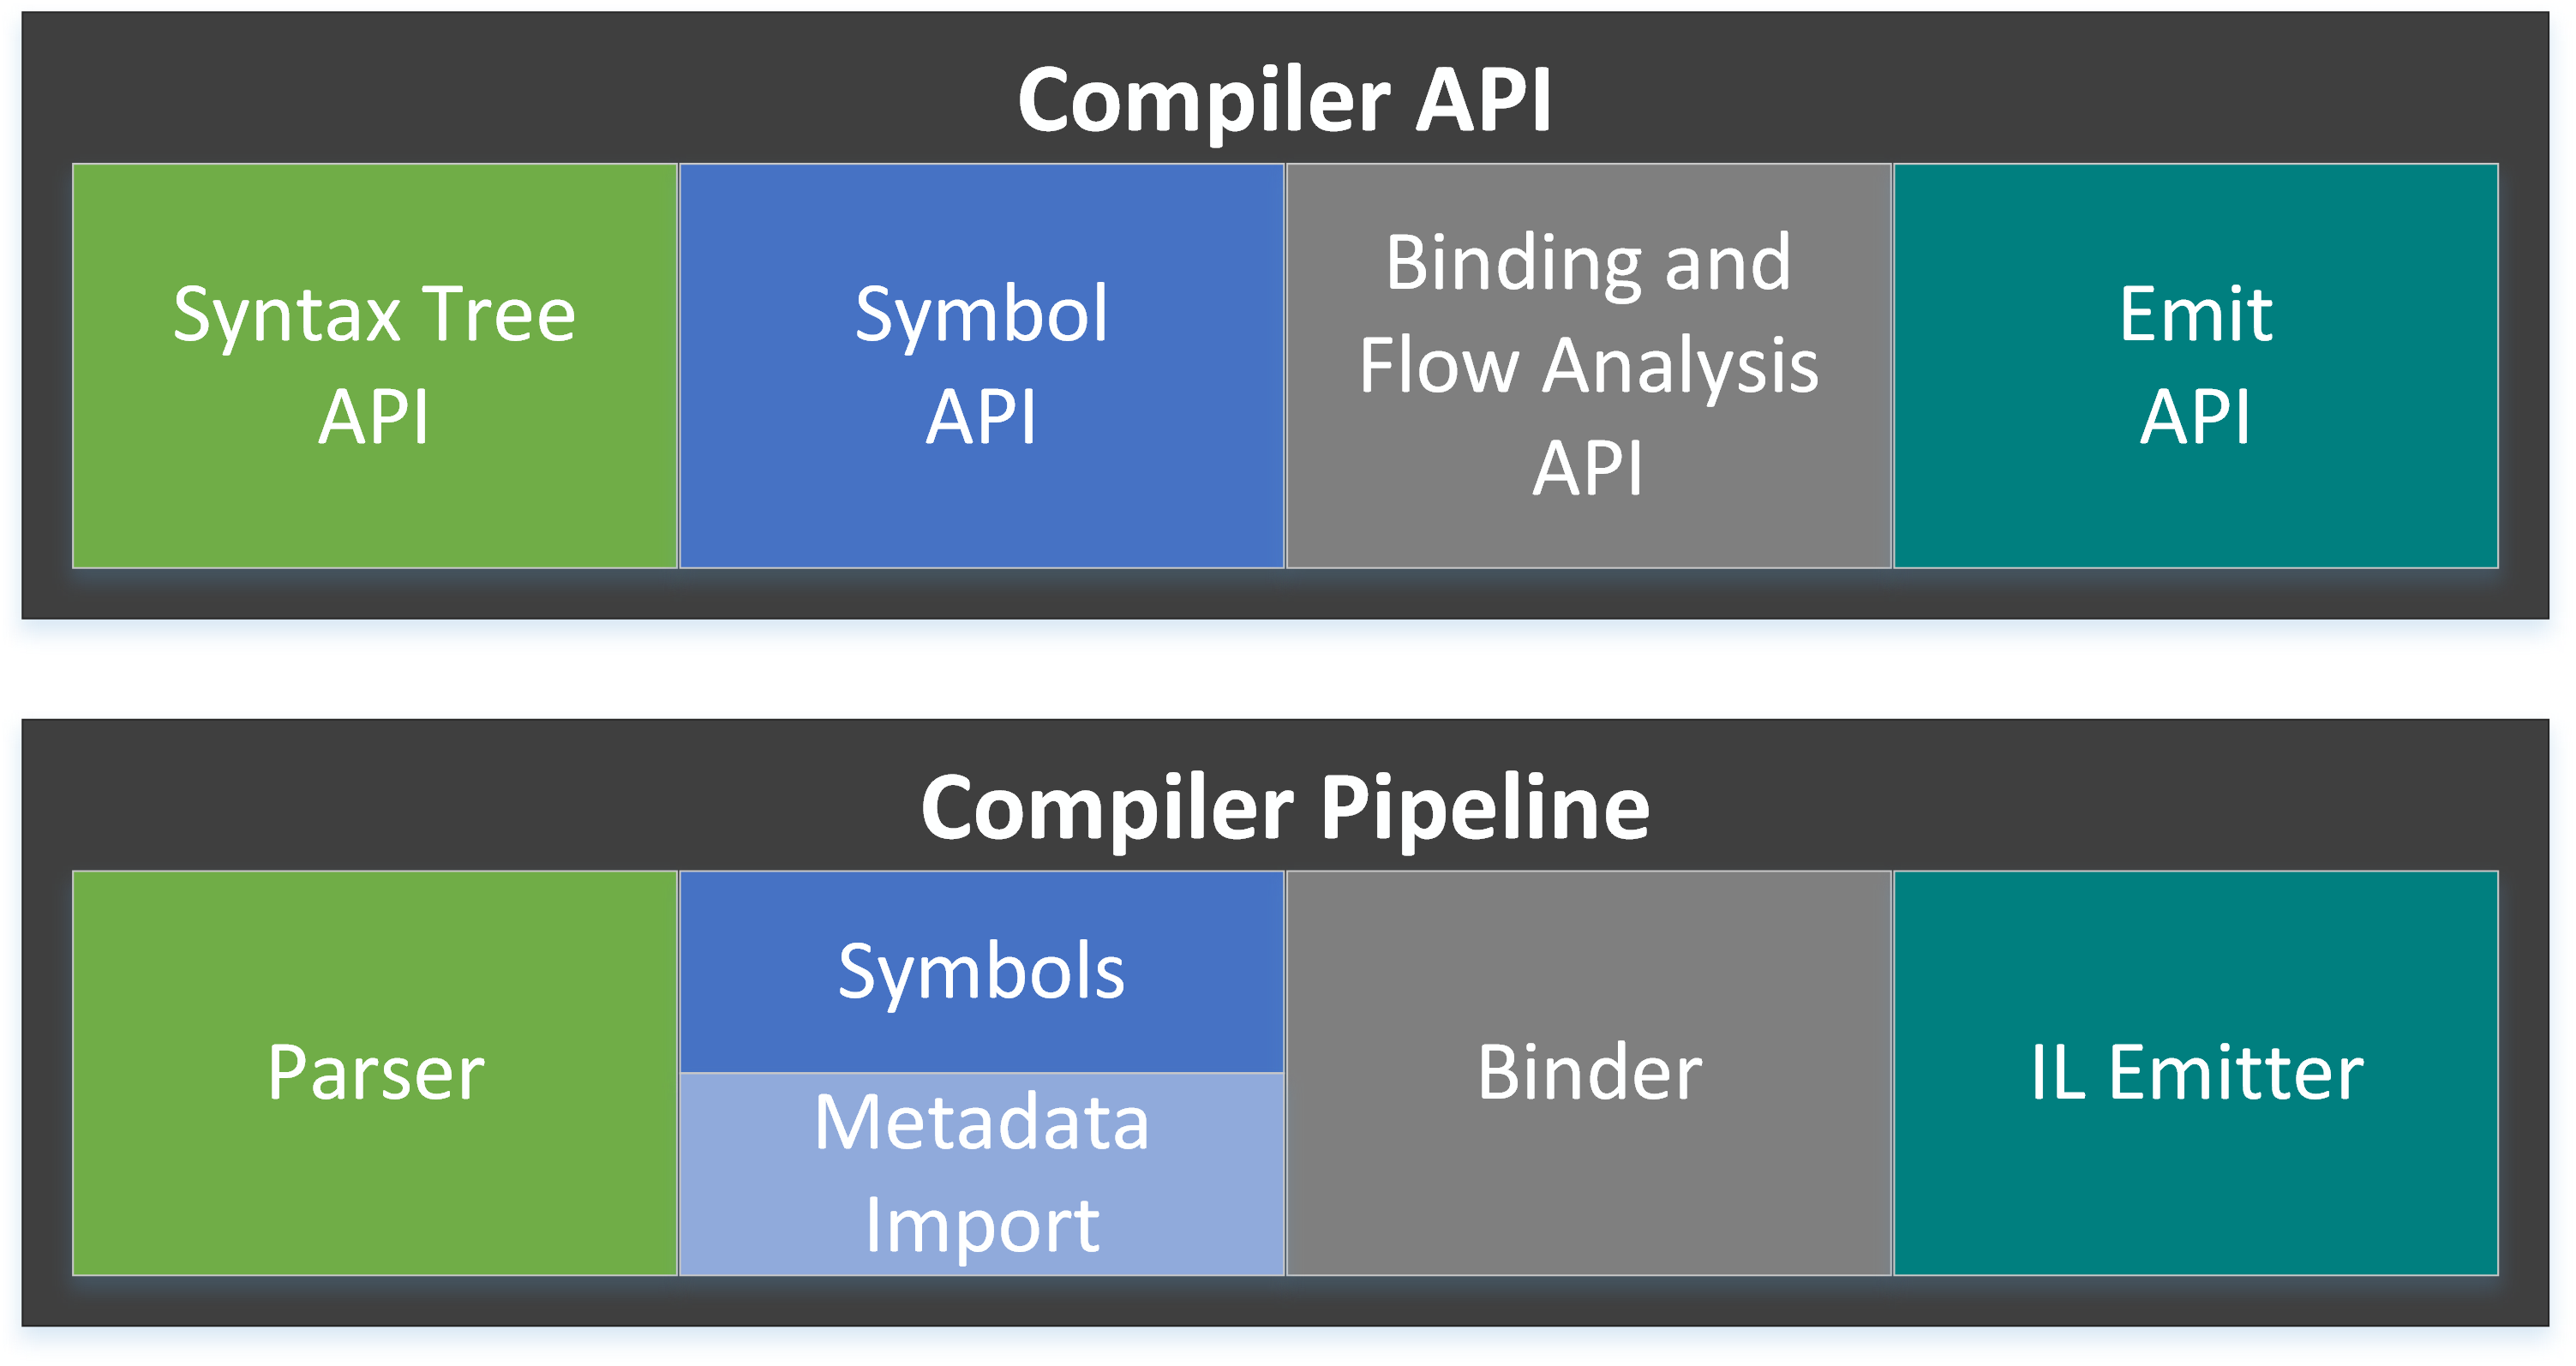 Compiler API
Syntax Tree
API
Symbol
API
Binding and
Flow Analysis
API
Emit
API
Compiler Pipeline
Parser
Symbols
Metadata
Import
Binder
IL Emitter